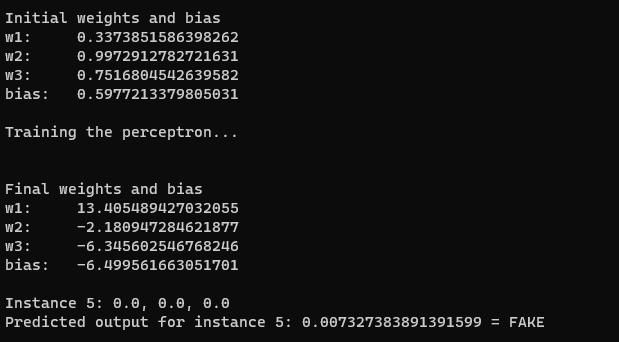 Initial weights and bias
w1: 0.3373851586398262
w2: 0.9972912782721631
w3: 0.7516804542639582
bias: 0.5977213379805031
Training the perceptron...
Final weights and bias
w1: 13.405489427032055
w2: -2.180947284621877
w3: -6.345602546768246
bias: -6.499561663051701
Instance 5: 0.0, 0.0, 0.0
Predicted output for instance 5: 0.007327383891391599 = FAKE